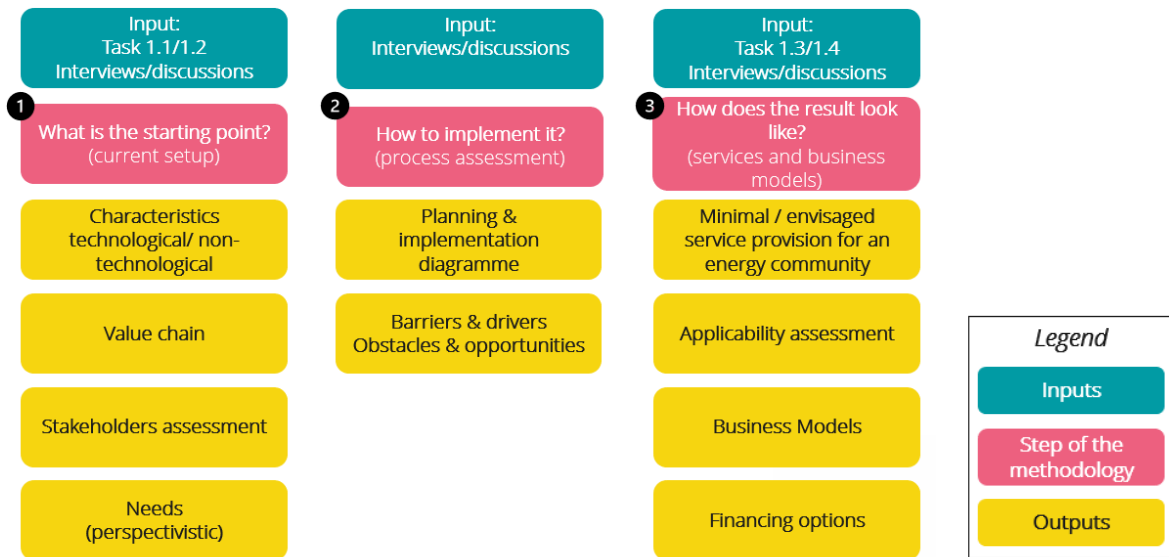 Input:
Task 1.1/1.2
Interviews/discussions
1
What is the starting point?
(current setup)
Characteristics
technological/ non-
technological
Value chain
Stakeholders assessment
Needs
(perspectivistic)
Input:
Interviews/discussions
2
How to implement it?
(process assessment)
Planning &
implementation
diagramme
Barriers & drivers
Obstacles & opportunities
Input:
Task 1.3/1.4
Interviews/discussions
3
How does the result look
like?
(services and business
models)
Minimal / envisaged
service provision for an
energy community
Applicability assessment
Business Models
Financing options
Legend
Inputs
Step of the
methodology
Outputs